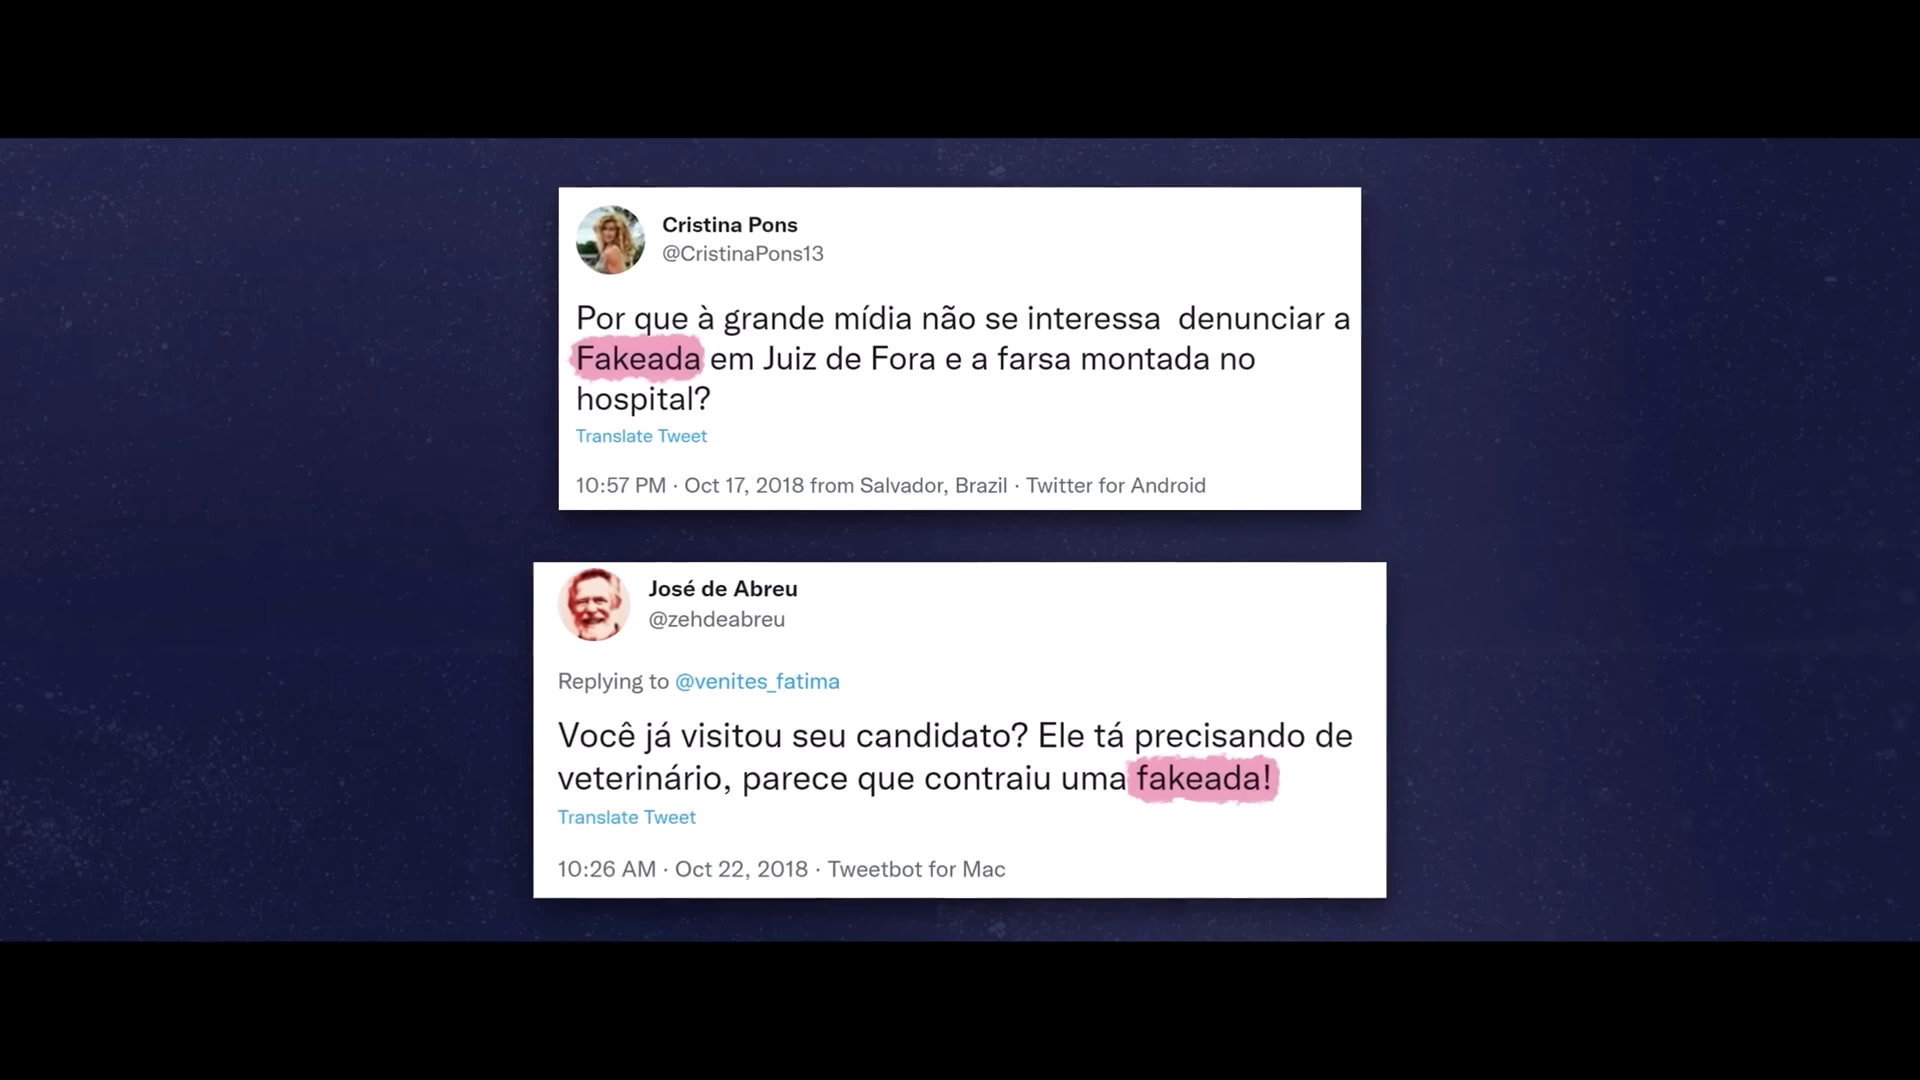 Cristina Pons
@CristinaPons13
Por que à grande mídia não se interessa  denunciar a
Fakeada em Juiz de Fora e a farsa montada no
hospital?
Translate Tweet
10:57 PM · Oct 17, 2018 from Salvador, Brazil · Twitter for Android
José de Abreu
@zehdeabreu
Replying to @venites_fatima
Você já visitou seu candidato? Ele tá precisando de
veterinário, parece que contraiu uma fakeada!
Translate Tweet
10:26 AM · Oct 22, 2018 · Tweetbot for Mac